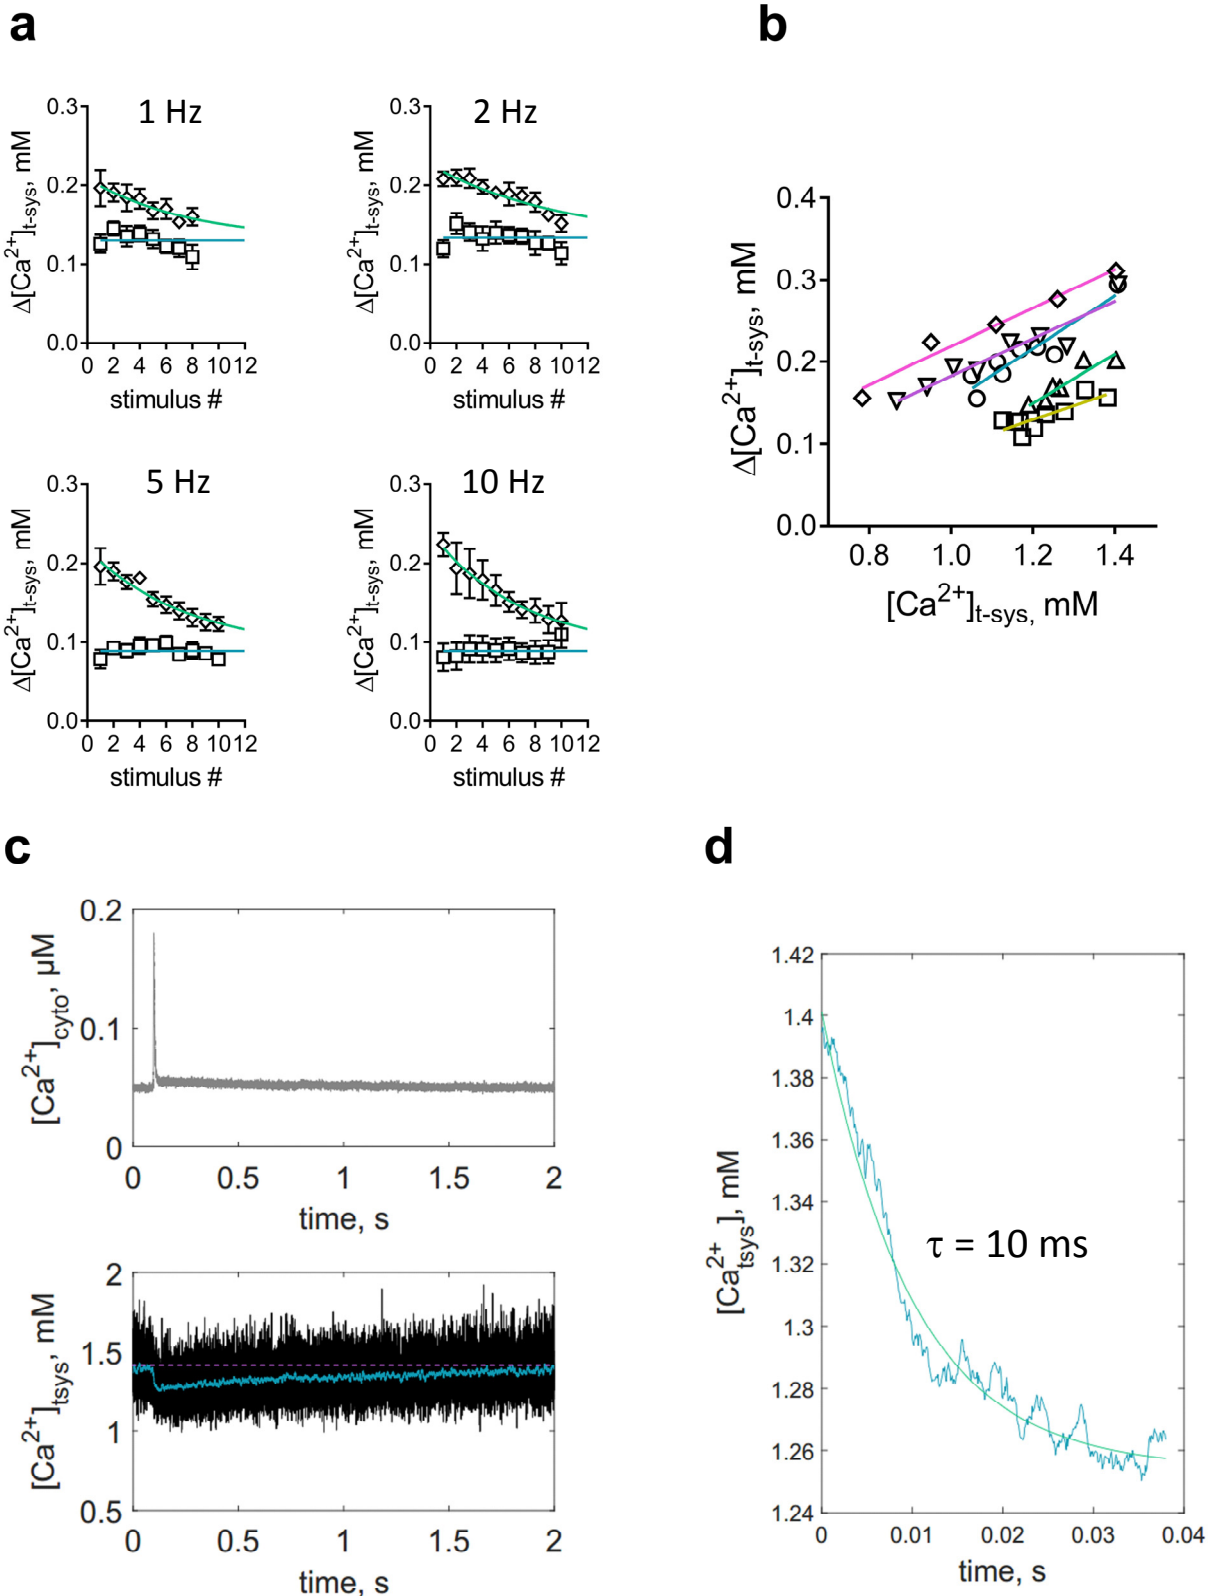 a
b
1 Hz
2 Hz
0.3
0.2
0.1
0.0
Δ[Ca2+]t-sys, mM
0 2 4 6 8 1012
stimulus #
0.3
0.2
0.1
0.0
Δ[Ca2+]t-sys, mM
0 2 4 6 8 1012
stimulus #
0.4
0.3
0.2
0.1
0.0
Δ[Ca2+]t-sys, mM
0.8 1.0 1.2 1.4
[Ca2+]t-sys, mM
5 Hz
10 Hz
0.3
0.2
0.1
0.0
Δ[Ca2+]t-sys, mM
0 2 4 6 8 1012
stimulus #
0.3
0.2
0.1
0.0
Δ[Ca2+]t-sys, mM
0 2 4 6 8 1012
stimulus #
c
d
0.2
0.1
0
[Ca2+]cyto, μM
0 0.5 1 1.5 2
time, s
2
1.5
1
0.5
[Ca2+]tsys, mM
0 0.5 1 1.5 2
time, s
1.42
1.4
1.38
1.36
1.34
1.32
1.3
1.28
1.26
1.24
[Ca2+tsys], mM
τ = 10 ms
0 0.01 0.02 0.03 0.04
time, s